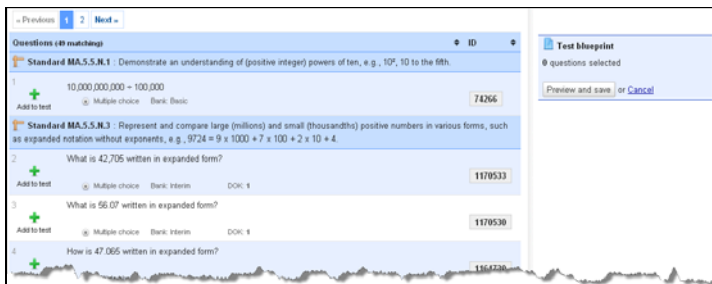 « Previous 1 2 Next »
Questions (49 matching) ID
Standard MA.5.5.N.1 : Demonstrate an understanding of (positive integer) powers of ten, e.g., 10², 10 to the fifth.
1 10,000,000,000 ÷ 100,000
Add to test Multiple choice Bank: Basic 74266
Standard MA.5.5.N.3 : Represent and compare large (millions) and small (thousandths) positive numbers in various forms, such
as expanded notation without exponents, e.g., 9724 = 9 x 1000 + 7 x 100 + 2 x 10 + 4.
2 What is 42,705 written in expanded form?
Add to test Multiple choice Bank: Interim DOK: 1 1170533
3 What is 56.07 written in expanded form?
Add to test Multiple choice Bank: Interim DOK: 1 1170530
4 How is 47.065 written in expanded form?
Test blueprint
0 questions selected
Preview and save or Cancel